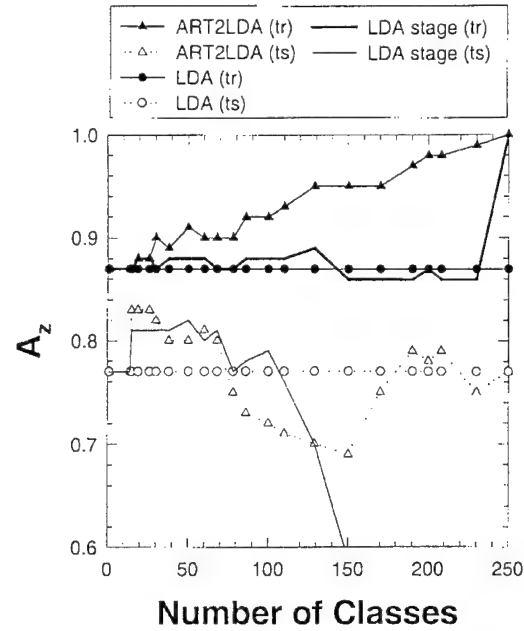 ART2LDA (tr)
LDA stage (tr)
ART2LDA (ts)
LDA stage (ts)
LDA (tr)
LDA (ts)
1.0
0.9
0.8
0.7
0.6
Az
0 50 100 150 200 250
Number of Classes